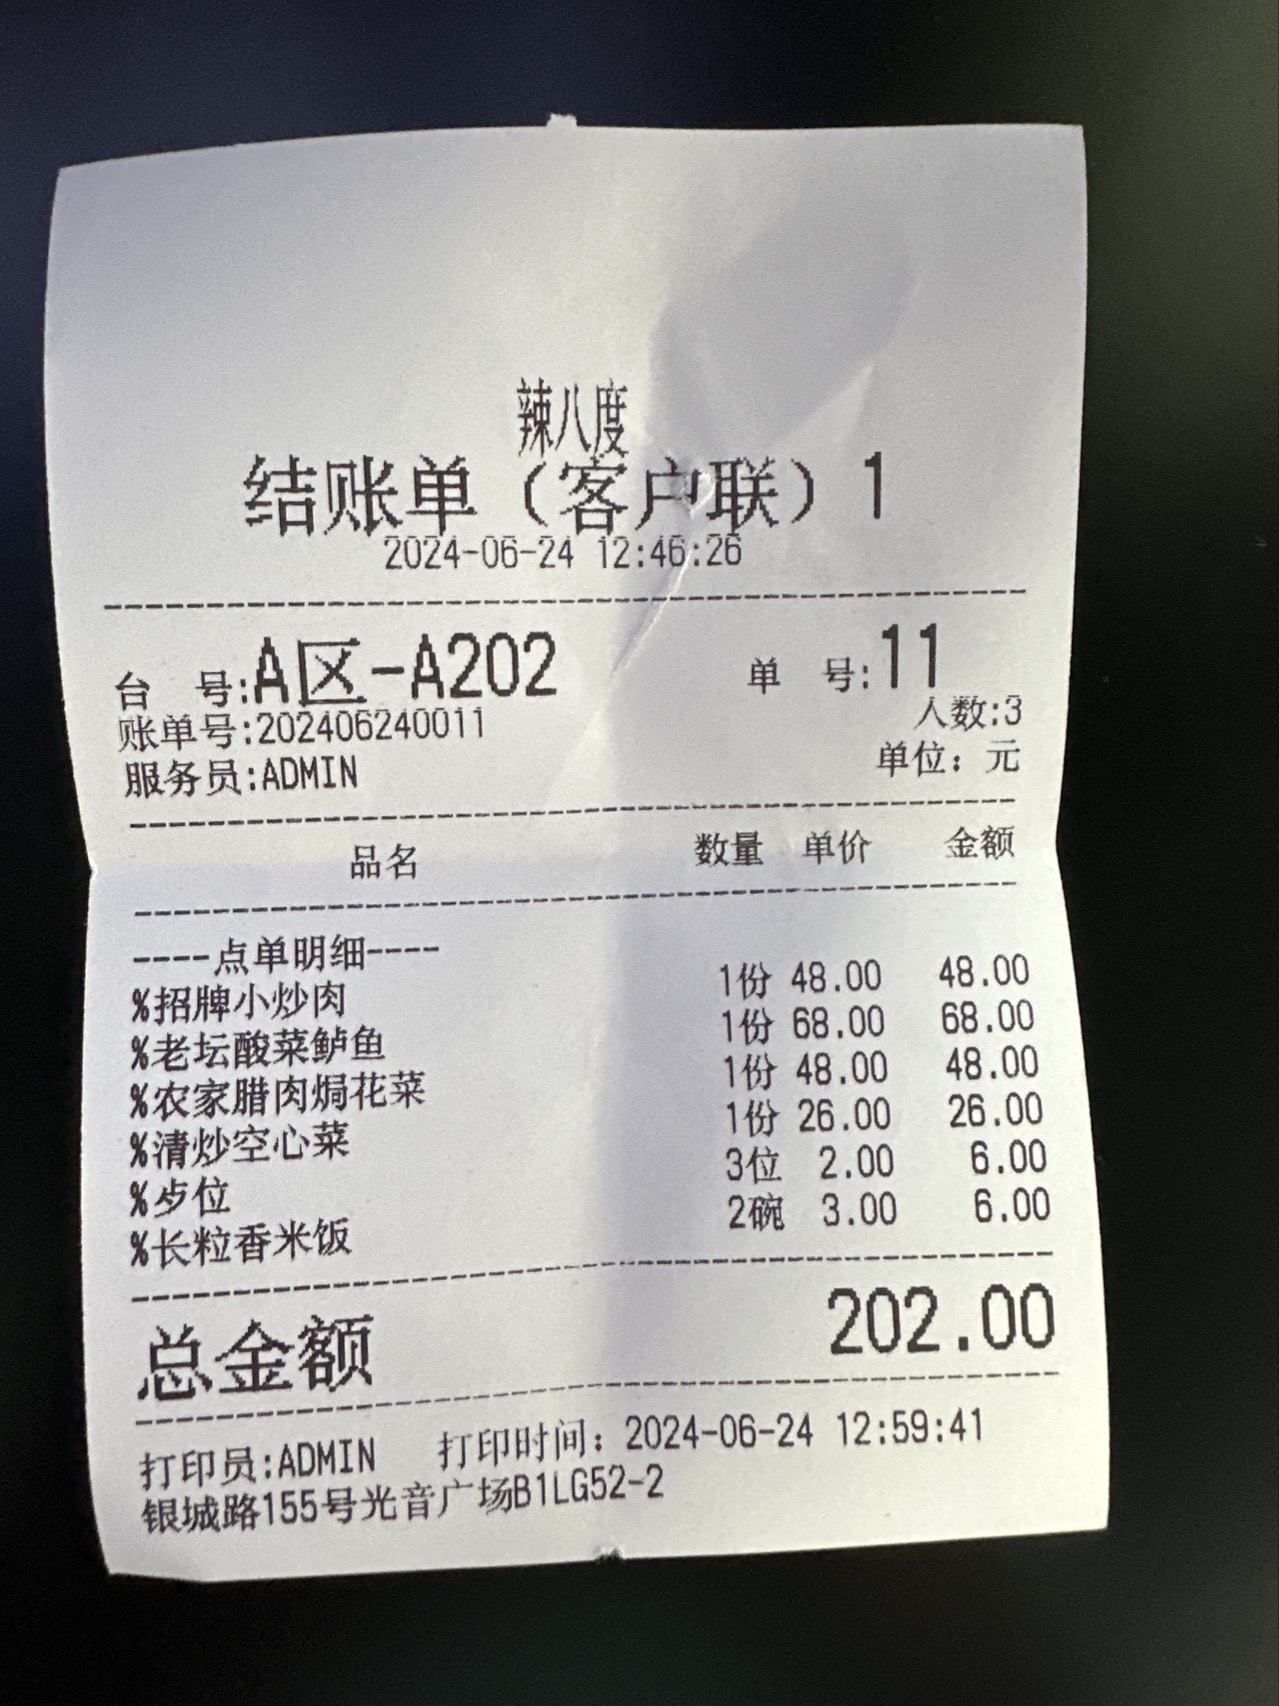 辣八度
结账单（客户联）1
2024-06-24 12:46:26
台 号:A区-A202 单 号:11
账单号:202406240011 人数:3
服务员:ADMIN 单位：元
品名 数量 单价 金额
----点单明细----
%招牌小炒肉 1份 48.00 48.00
%老坛酸菜鲈鱼 1份 68.00 68.00
%农家腊肉焗花菜 1份 48.00 48.00
%清炒空心菜 1份 26.00 26.00
%歺位 3位 2.00 6.00
%长粒香米饭 2碗 3.00 6.00
总金额 202.00
打印员:ADMIN 打印时间：2024-06-24 12:59:41
银城路155号光音广场B1LG52-2